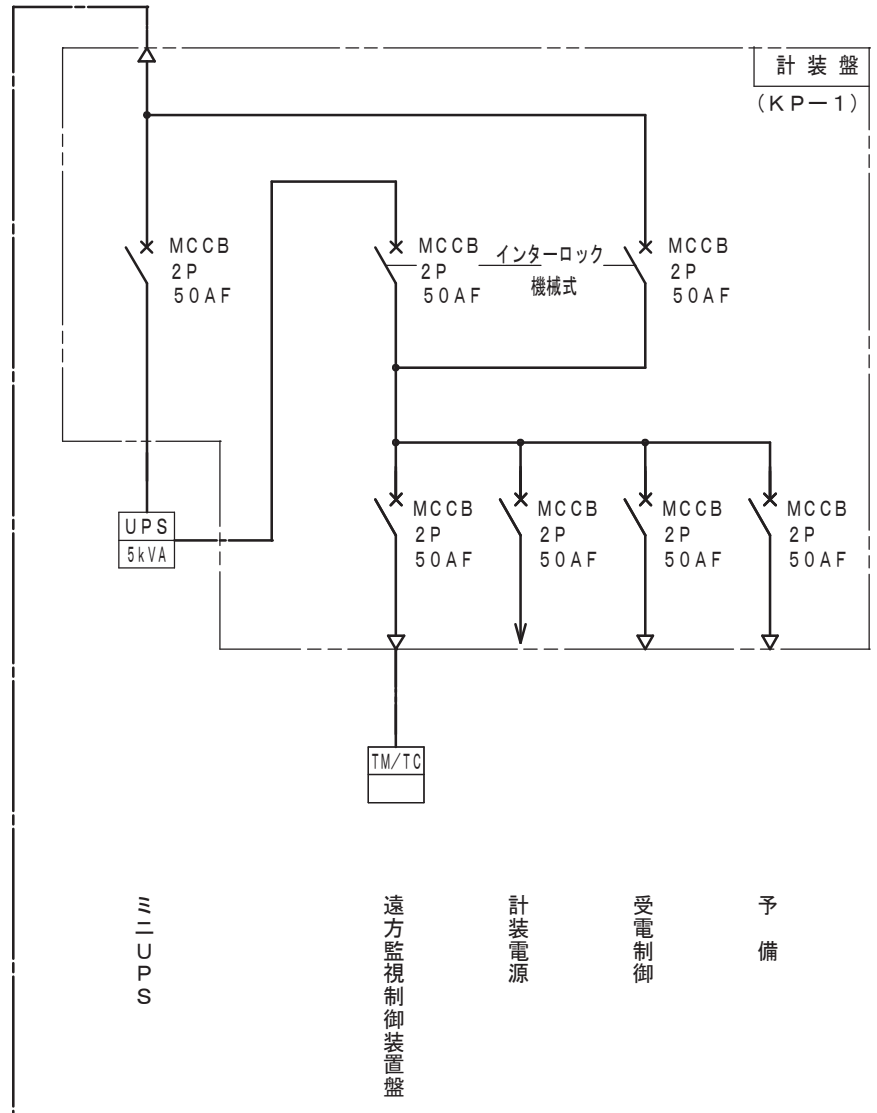 計装盤
(KP－1)
MCCB
2P
50AF
MCCB
2P
50AF
インターロック
機械式
MCCB
2P
50AF
UPS
5kVA
MCCB
2P
50AF
MCCB
2P
50AF
MCCB
2P
50AF
MCCB
2P
50AF
TM/TC
ミニUPS
遠方監視制御装置盤
計装電源
受電制御
予備